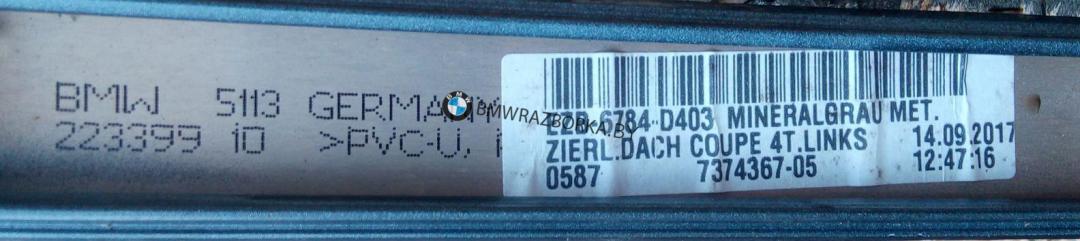 BMW 5113 GERMANY
223399 10 >PVC-U,
BMWRAZBORKA.BY
6784 D403 MINERALGRAU MET.
ZIERL.DACH COUPE 4T.LINKS 14.09.2017
0587 7374367-05 12:47:16